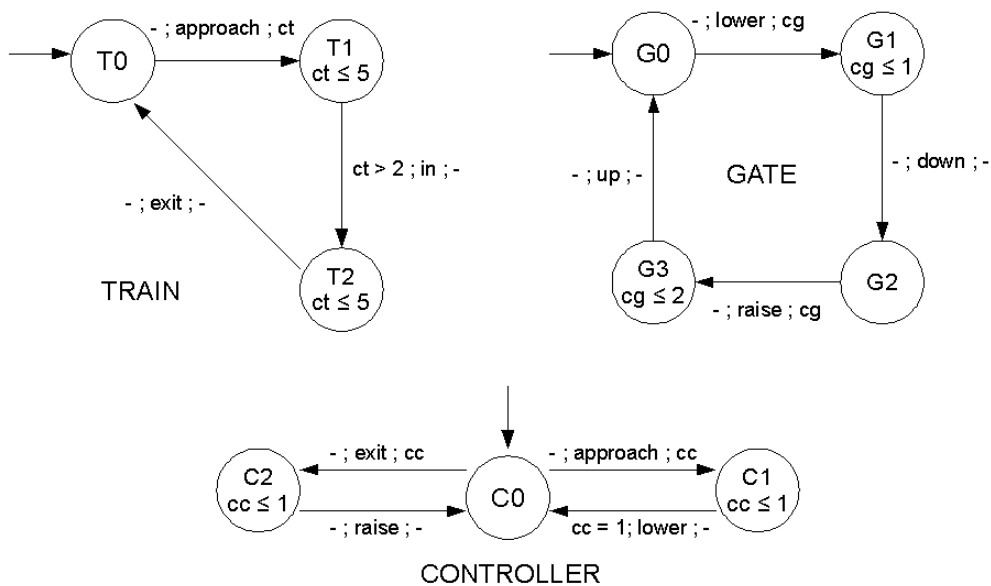 - ; approach ; ct
T0
T1
ct ≤ 5
ct > 2 ; in ; -
- ; exit ; -
T2
ct ≤ 5
TRAIN
- ; lower ; cg
G0
G1
cg ≤ 1
- ; up ; -
GATE
- ; down ; -
G3
cg ≤ 2
G2
- ; raise ; cg
- ; exit ; cc
- ; approach ; cc
C2
cc ≤ 1
C0
C1
cc ≤ 1
- ; raise ; -
cc = 1; lower ; -
CONTROLLER